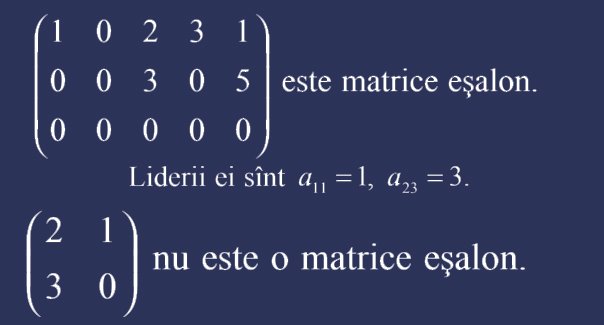 1 0 2 3 1
0 0 3 0 5 este matrice eşalon.
0 0 0 0 0
Liderii ei sînt a₁₁ = 1, a₂₃ = 3.
2 1
3 0 nu este o matrice eşalon.